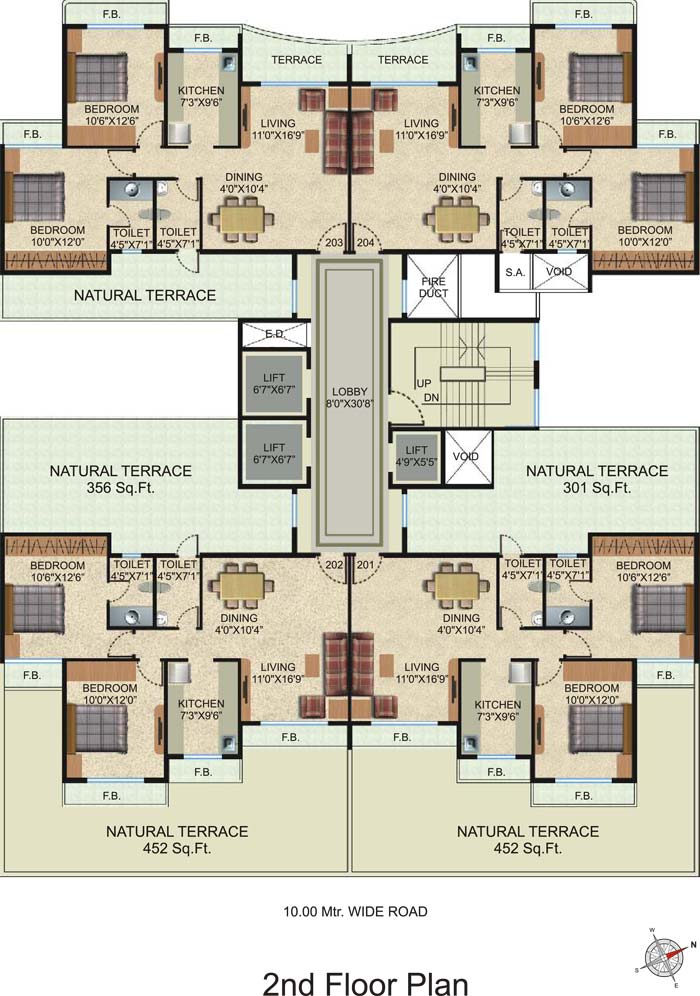 F.B.
F.B.
F.B.
F.B.
TERRACE
TERRACE
KITCHEN
7'3"X9'6"
KITCHEN
7'3"X9'6"
BEDROOM
10'6"X12'6"
BEDROOM
10'6"X12'6"
LIVING
11'0"X16'9"
LIVING
11'0"X16'9"
F.B.
F.B.
DINING
4'0"X10'4"
DINING
4'0"X10'4"
BEDROOM
10'0"X12'0"
TOILET
4'5"X7'1"
TOILET
4'5"X7'1"
TOILET
4'5"X7'1"
TOILET
4'5"X7'1"
BEDROOM
10'0"X12'0"
203
204
NATURAL TERRACE
FIRE
DUCT
S.A.
VOID
E.D.
LIFT
6'7"X6'7"
LOBBY
8'0"X30'8"
UP
DN
LIFT
6'7"X6'7"
LIFT
4'9"X5'5"
VOID
NATURAL TERRACE
356 Sq.Ft.
NATURAL TERRACE
301 Sq.Ft.
202
201
BEDROOM
10'6"X12'6"
TOILET
4'5"X7'1"
TOILET
4'5"X7'1"
TOILET
4'5"X7'1"
TOILET
4'5"X7'1"
BEDROOM
10'6"X12'6"
DINING
4'0"X10'4"
DINING
4'0"X10'4"
F.B.
F.B.
LIVING
11'0"X16'9"
LIVING
11'0"X16'9"
BEDROOM
10'0"X12'0"
BEDROOM
10'0"X12'0"
KITCHEN
7'3"X9'6"
KITCHEN
7'3"X9'6"
F.B.
F.B.
F.B.
F.B.
F.B.
F.B.
NATURAL TERRACE
452 Sq.Ft.
NATURAL TERRACE
452 Sq.Ft.
10.00 Mtr. WIDE ROAD
W
N
S
E
2nd Floor Plan